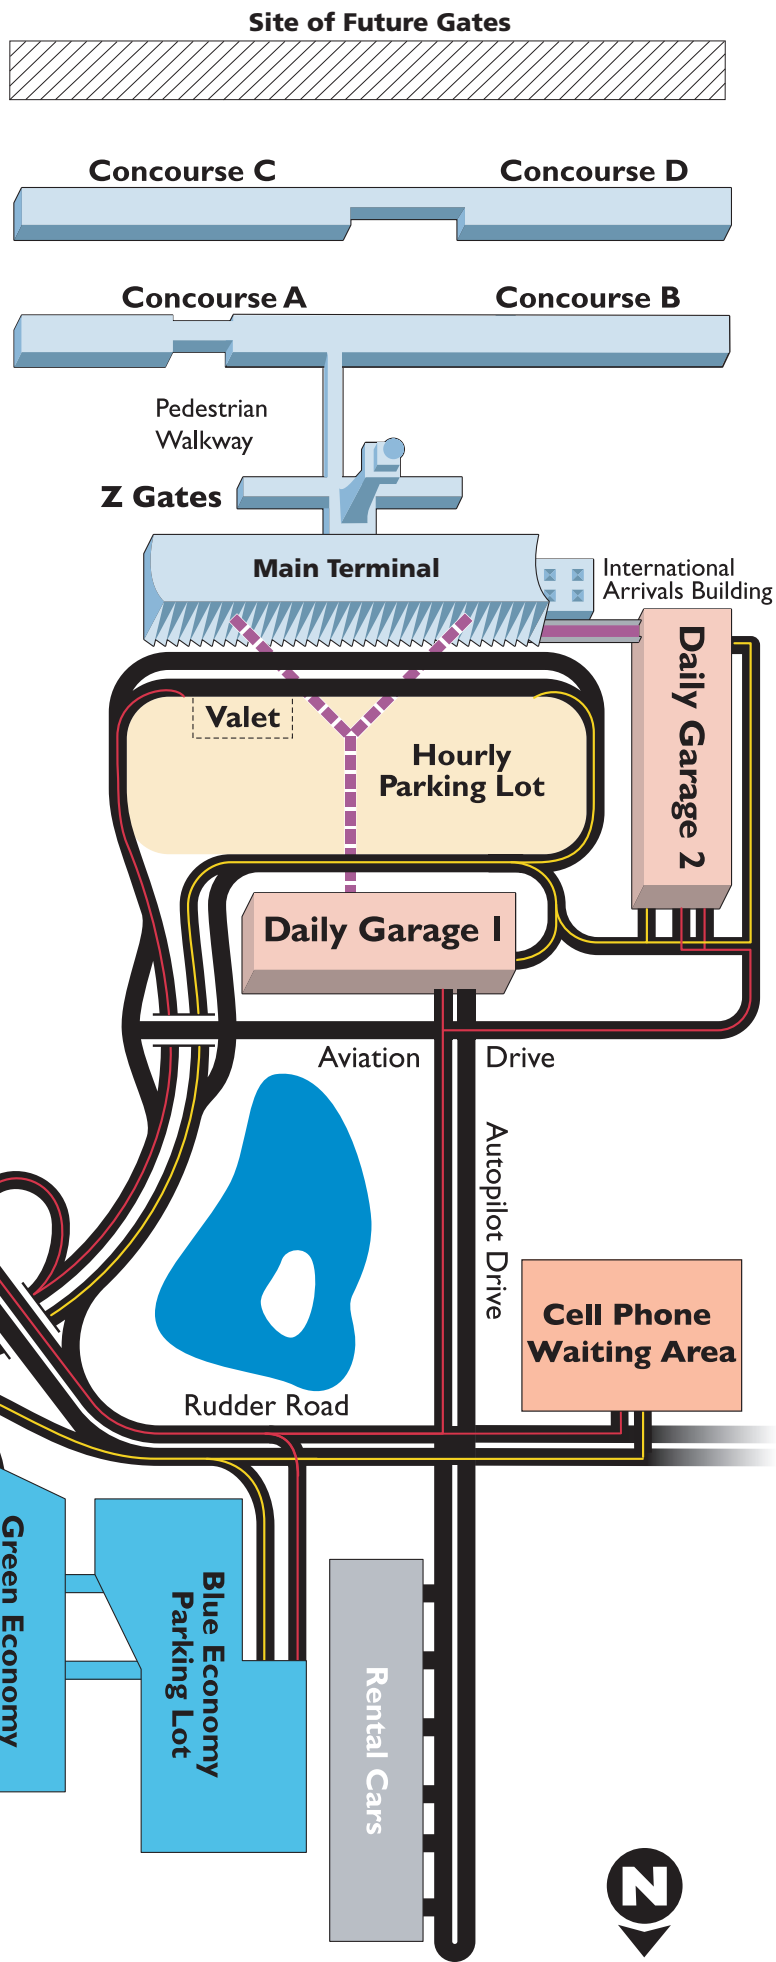 Site of Future Gates
Concourse C
Concourse D
Concourse A
Concourse B
Pedestrian
Walkway
Z Gates
Main Terminal
International
Arrivals Building
Daily Garage 2
Valet
Hourly
Parking Lot
Daily Garage 1
Aviation Drive
Autopilot Drive
Cell Phone
Waiting Area
Rudder Road
Green Economy
Blue Economy
Parking Lot
Rental Cars
N